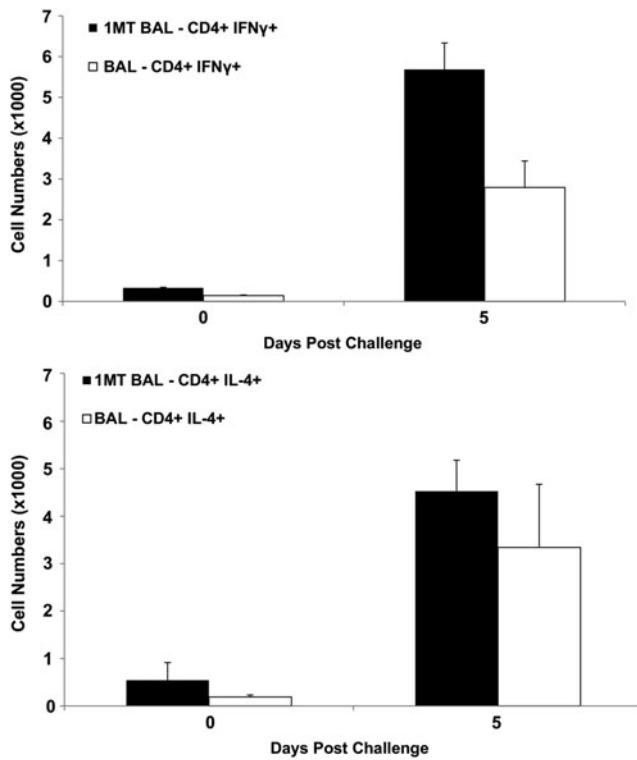 7
6
5
4
3
2
1
0
Cell Numbers (x1000)
1MT BAL - CD4+ IFNγ+
BAL - CD4+ IFNγ+
0 5
Days Post Challenge
7
6
5
4
3
2
1
0
Cell Numbers (x1000)
1MT BAL - CD4+ IL-4+
BAL - CD4+ IL-4+
0 5
Days Post Challenge